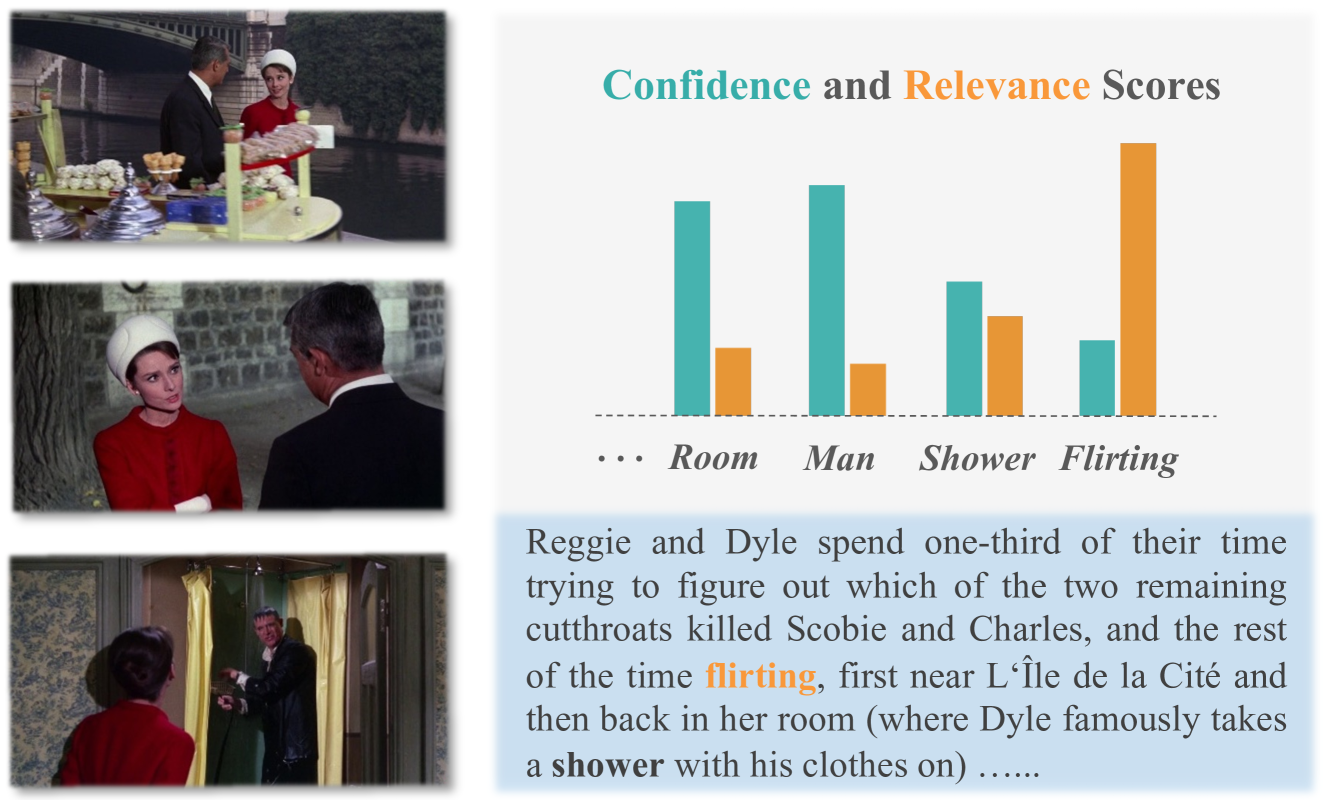 Confidence and Relevance Scores
· · · Room Man Shower Flirting
Reggie and Dyle spend one-third of their time
trying to figure out which of the two remaining
cutthroats killed Scobie and Charles, and the rest
of the time flirting, first near L‘Île de la Cité and
then back in her room (where Dyle famously takes
a shower with his clothes on) …...